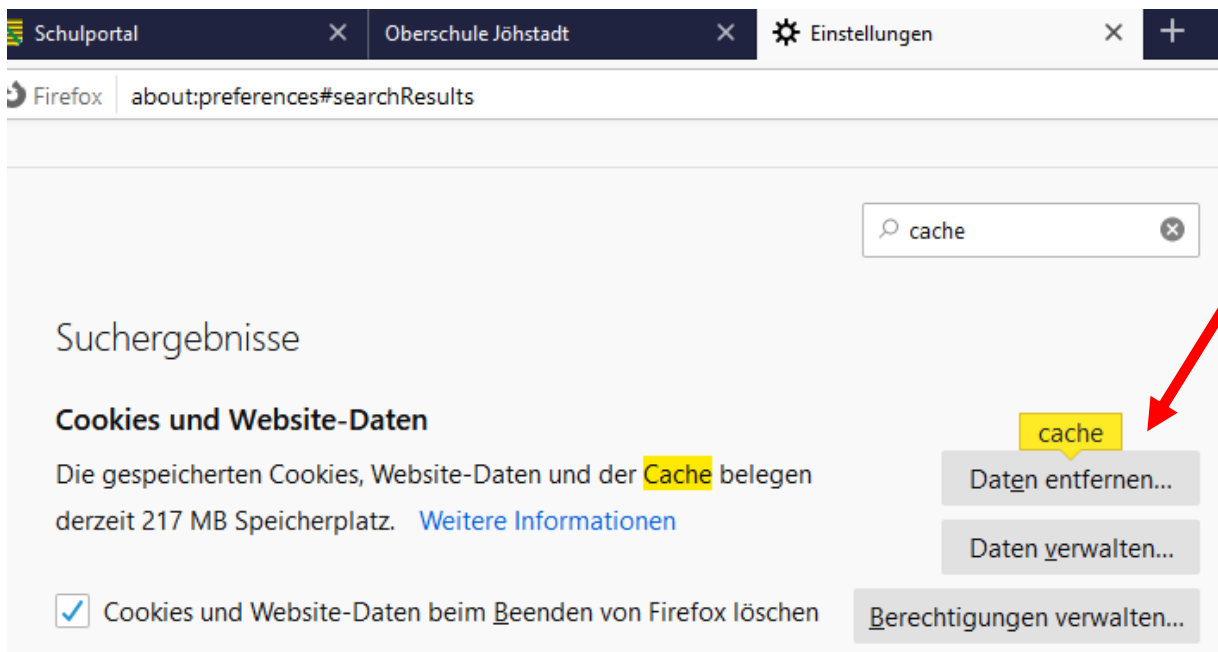 Schulportal
Oberschule Jöhstadt
Einstellungen
Firefox
about:preferences#searchResults
cache
Suchergebnisse
Cookies und Website-Daten
cache
Die gespeicherten Cookies, Website-Daten und der Cache belegen
Daten entfernen...
derzeit 217 MB Speicherplatz. Weitere Informationen
Daten verwalten...
Cookies und Website-Daten beim Beenden von Firefox löschen
Berechtigungen verwalten...